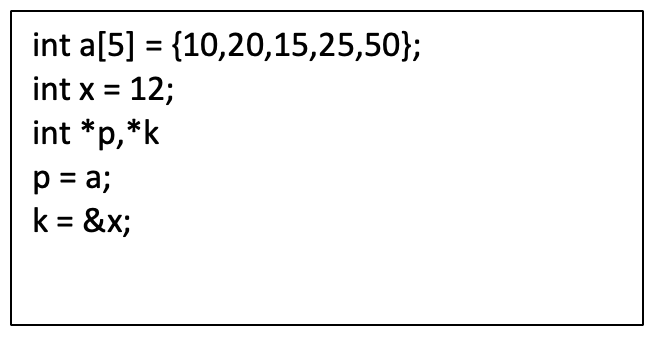 int a[5] = {10,20,15,25,50};
int x = 12;
int *p,*k
p = a;
k = &x;